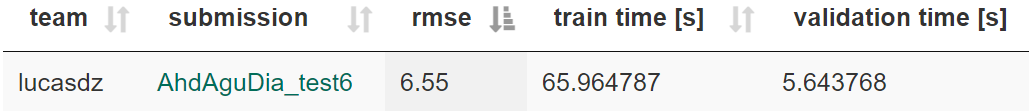 team submission rmse train time [s] validation time [s]
lucasdz AhdAguDia_test6 6.55 65.964787 5.643768